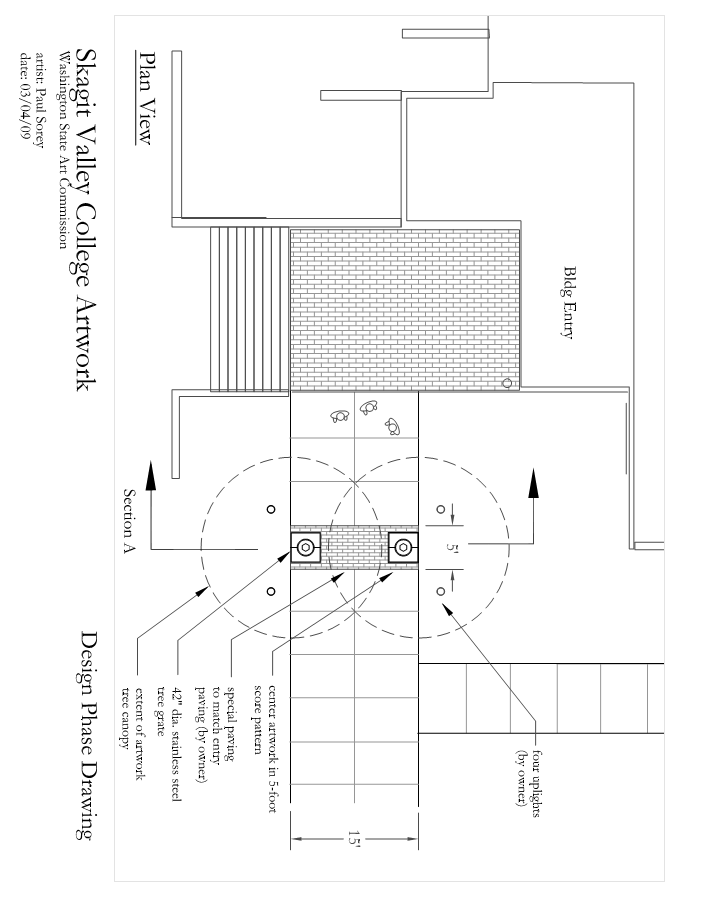 Bldg Entry
four uplights
(by owner)
5'
15'
center artwork in 5-foot
score pattern
special paving
to match entry
paving (by owner)
42" dia. stainless steel
tree grate
extent of artwork
tree canopy
Section A
Plan View
Skagit Valley College Artwork
Washington State Art Commission
artist: Paul Sorey
date: 03/04/09
Design Phase Drawing